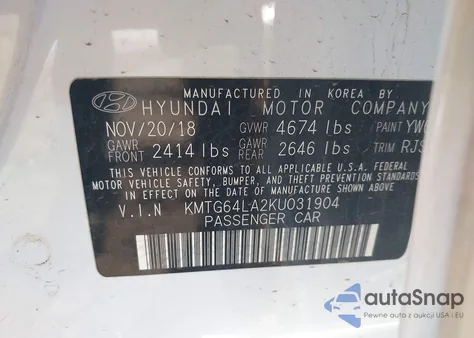 MANUFACTURED IN KOREA BY
HYUNDAI MOTOR COMPANY
NOV/20/18 GVWR 4674 lbs PAINT
GAWR FRONT 2414 lbs GAWR REAR 2646 lbs TRIM RJS
THIS VEHICLE CONFORMS TO ALL APPLICABLE U.S.A. FEDERAL
MOTOR VEHICLE SAFETY, BUMPER, AND THEFT PREVENTION
STANDARDS IN EFFECT ON THE DATE OF MANUFACTURE SHOWN ABOVE.
V.I.N KMTG64LA2KU031904
PASSENGER CAR
autoSnap
Pewne auta z aukcji USA i EU